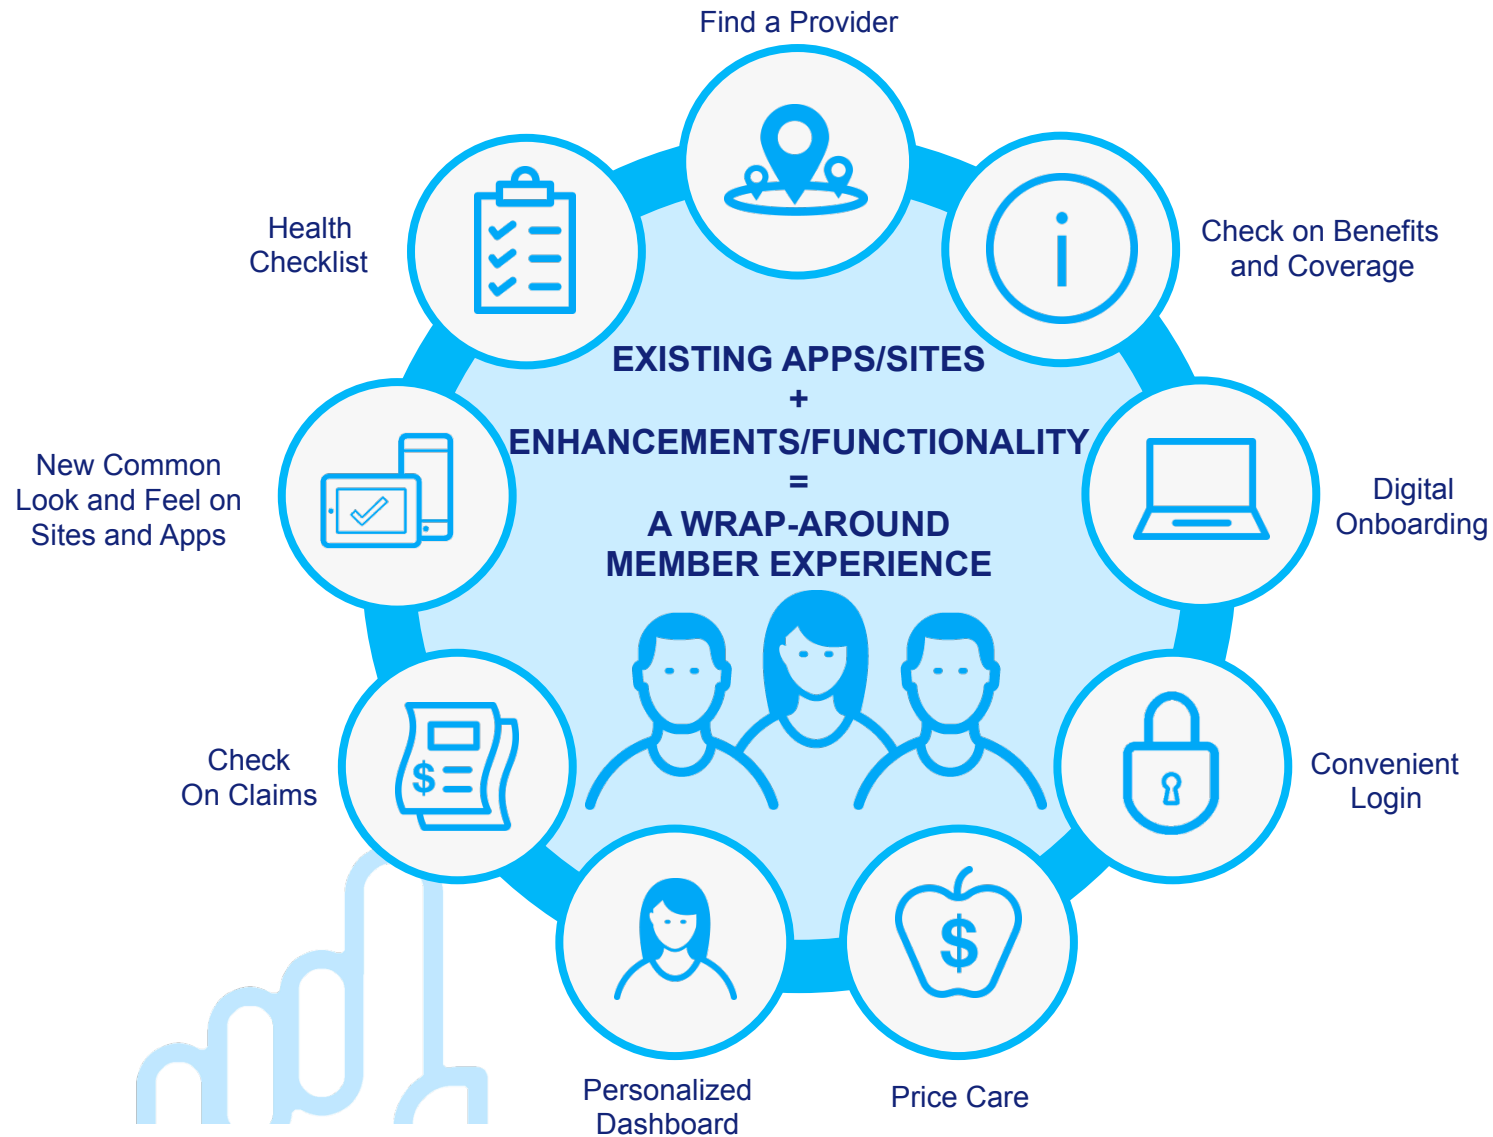 Find a Provider
Health
Checklist
Check on Benefits
and Coverage
EXISTING APPS/SITES
+
ENHANCEMENTS/FUNCTIONALITY
=
A WRAP-AROUND
MEMBER EXPERIENCE
New Common
Look and Feel on
Sites and Apps
Digital
Onboarding
Check
On Claims
$
Convenient
Login
$
Personalized
Dashboard
Price Care